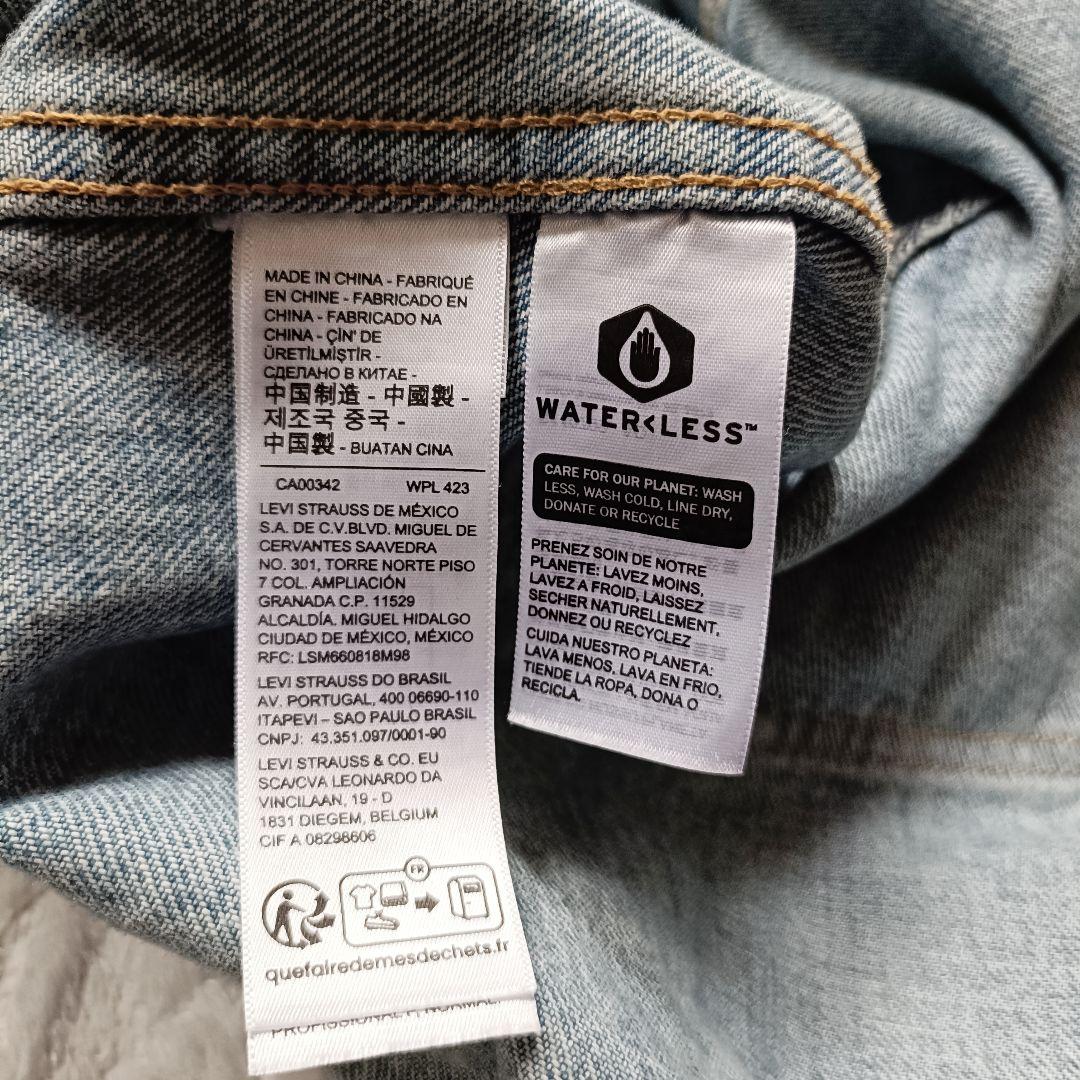 MADE IN CHINA - FABRIQUÉ
EN CHINE - FABRICADO EN
CHINA - FABRICADO NA
CHINA - ÇİN' DE
ÜRETİLMİŞTİR -
СДЕЛАНО В КИТАЕ -
中国制造 - 中國製 -
제조국 중국 -
中国製 - BUATAN CINA
CA00342 WPL 423
LEVI STRAUSS DE MÉXICO
S.A. DE C.V.BLVD. MIGUEL DE
CERVANTES SAAVEDRA
NO. 301, TORRE NORTE PISO
7 COL. AMPLIACIÓN
GRANADA C.P. 11529
ALCALDÍA. MIGUEL HIDALGO
CIUDAD DE MÉXICO, MÉXICO
RFC: LSM660818M98
LEVI STRAUSS DO BRASIL
AV. PORTUGAL, 400 06690-110
ITAPEVI – SAO PAULO BRASIL
CNPJ: 43.351.097/0001-90
LEVI STRAUSS & CO. EU
SCA/CVA LEONARDO DA
VINCILAAN, 19 - D
1831 DIEGEM, BELGIUM
CIF A 08298606
FR
quefairedemesdechets.fr
WATER<LESS™
CARE FOR OUR PLANET: WASH
LESS, WASH COLD, LINE DRY,
DONATE OR RECYCLE
PRENEZ SOIN DE NOTRE
PLANETE: LAVEZ MOINS,
LAVEZ A FROID, LAISSEZ
SECHER NATURELLEMENT,
DONNEZ OU RECYCLEZ
CUIDA NUESTRO PLANETA:
LAVA MENOS, LAVA EN FRIO,
TIENDE LA ROPA, DONA O
RECICLA.